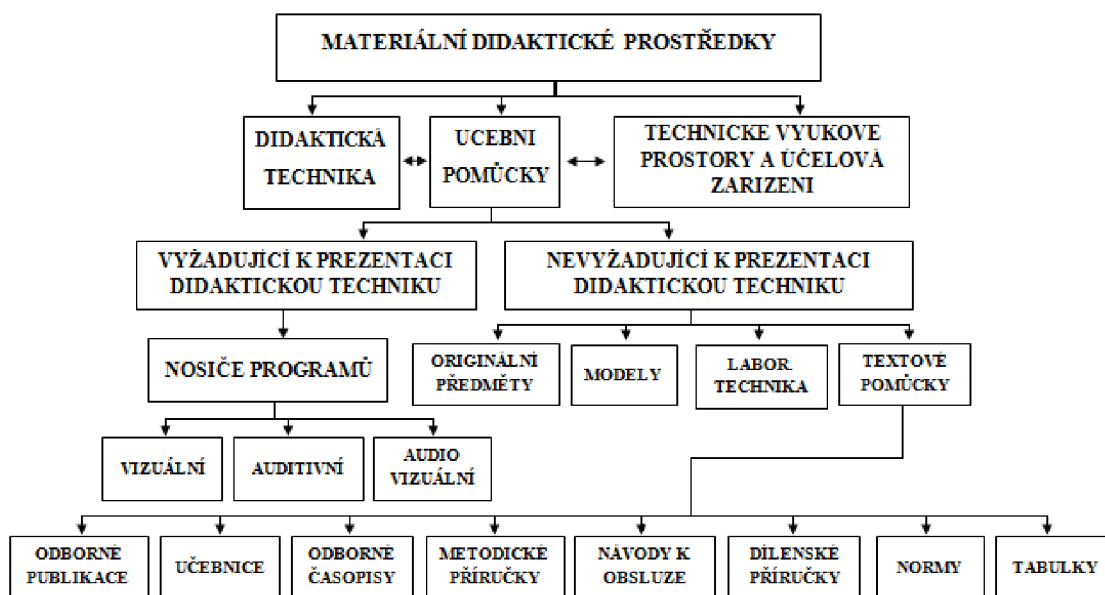 MATERIÁLNÍ DIDAKTICKÉ PROSTŘEDKY
DIDAKTICKÁ
TECHNIKA
UCEBNI
POMŮCKY
TECHNICKE VYUKOVE
PROSTORY A ÚČELOVÁ
ZARIZENI
VYŽADUJÍCÍ K PREZENTACI
DIDAKTICKOU TECHNIKU
NEVYŽADUJÍCÍ K PREZENTACI
DIDAKTICKOU TECHNIKU
NOSIČE PROGRAMŮ
ORIGINÁLNÍ
PŘEDMĚTY
MODELY
LABOR.
TECHNIKA
TEXTOVÉ
POMŮCKY
VIZUÁLNÍ
AUDITIVNÍ
AUDIO
VIZUÁLNÍ
ODBORNÉ
PUBLIKACE
UČEBNICE
ODBORNÉ
ČASOPISY
METODICKÉ
PŘÍRUČKY
NÁVODY K
OBSLUZE
DÍLENSKÉ
PŘÍRUČKY
NORMY
TABULKY